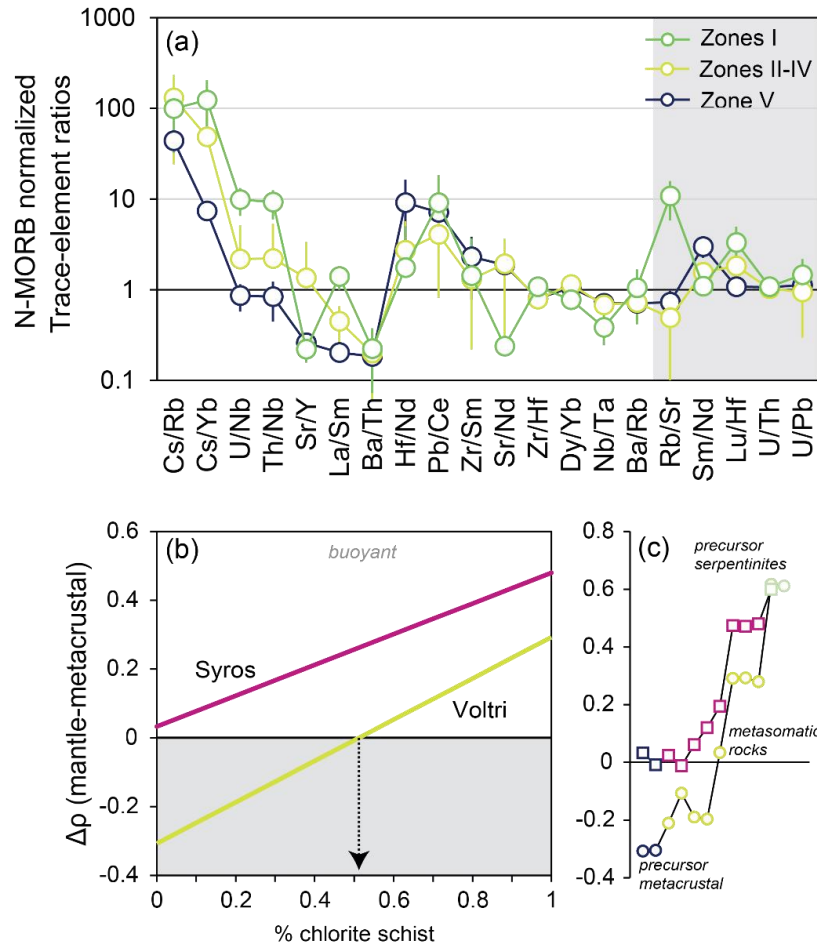 (a)
1000
100
10
1
0.1
N-MORB normalized
Trace-element ratios
Zones I
Zones II-IV
Zone V
Cs/Rb
Cs/Yb
U/Nb
Th/Nb
Sr/Y
La/Sm
Ba/Th
Hf/Nd
Pb/Ce
Zr/Sm
Sr/Nd
Zr/Hf
Dy/Yb
Nb/Ta
Ba/Rb
Rb/Sr
Sm/Nd
Lu/Hf
U/Th
U/Pb
(b)
buoyant
0.6
0.4
0.2
0
-0.2
-0.4
Δρ (mantle-metacrustal)
Syros
Voltri
0
0.2
0.4
0.6
0.8
1
% chlorite schist
(c)
0.8
0.6
0.4
0.2
0
-0.2
-0.4
precursor
serpentinites
metasomatic
rocks
precursor
metacrustal